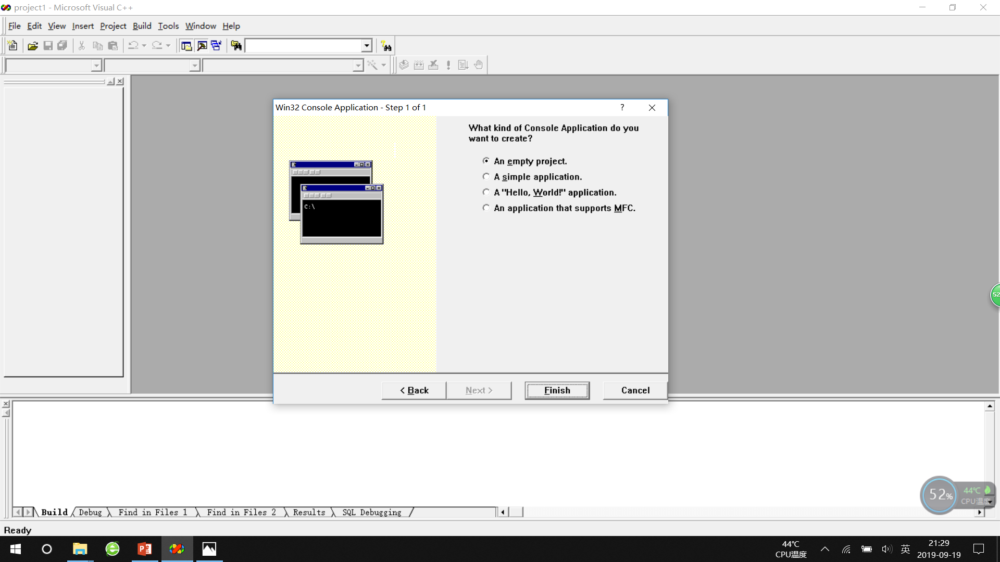 project1 - Microsoft Visual C++
File Edit View Insert Project Build Tools Window Help
Win32 Console Application - Step 1 of 1
?
What kind of Console Application do you
want to create?
An empty project.
A simple application.
A "Hello, World!" application.
An application that supports MFC.
C:\
< Back
Next >
Finish
Cancel
52
52%
44℃
CPU温度
Build Debug Find in Files 1 Find in Files 2 Results SQL Debugging
Ready
44℃
CPU温度
英
21:29
2019-09-19